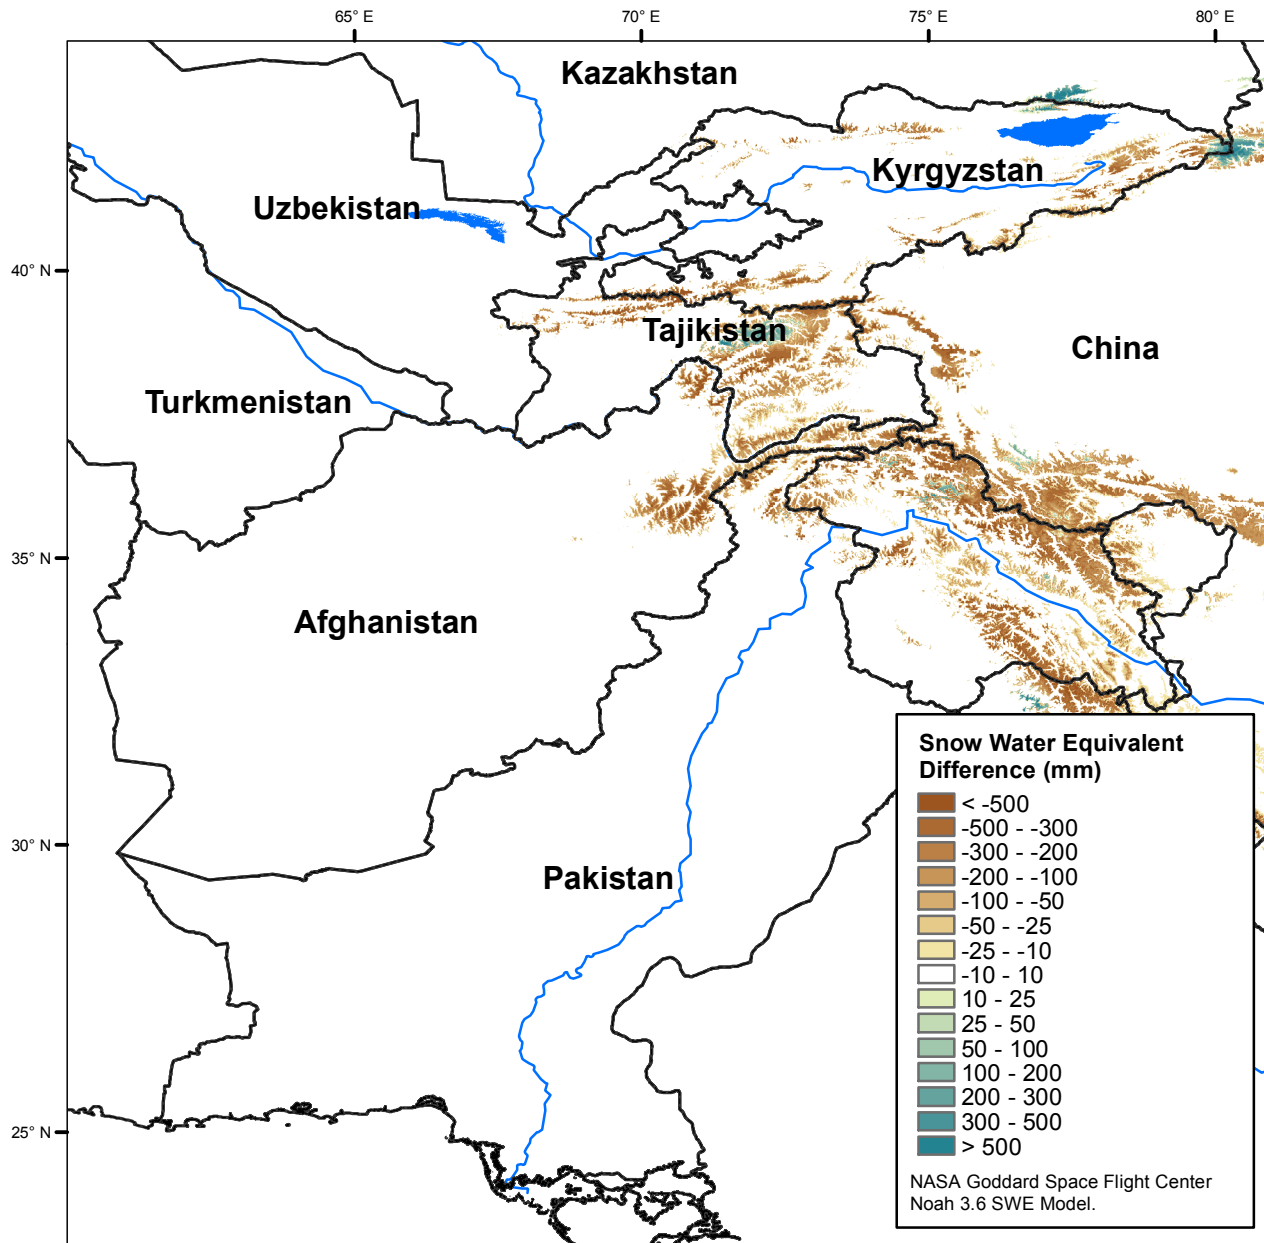 65° E
70° E
75° E
80° E
Kazakhstan
Kyrgyzstan
Uzbekistan
40° N
Tajikistan
China
Turkmenistan
35° N
Afghanistan
Snow Water Equivalent
Difference (mm)
< -500
-500 - -300
-300 - -200
-200 - -100
-100 - -50
-50 - -25
-25 - -10
-10 - 10
10 - 25
25 - 50
50 - 100
100 - 200
200 - 300
300 - 500
> 500
NASA Goddard Space Flight Center
Noah 3.6 SWE Model.
30° N
Pakistan
25° N